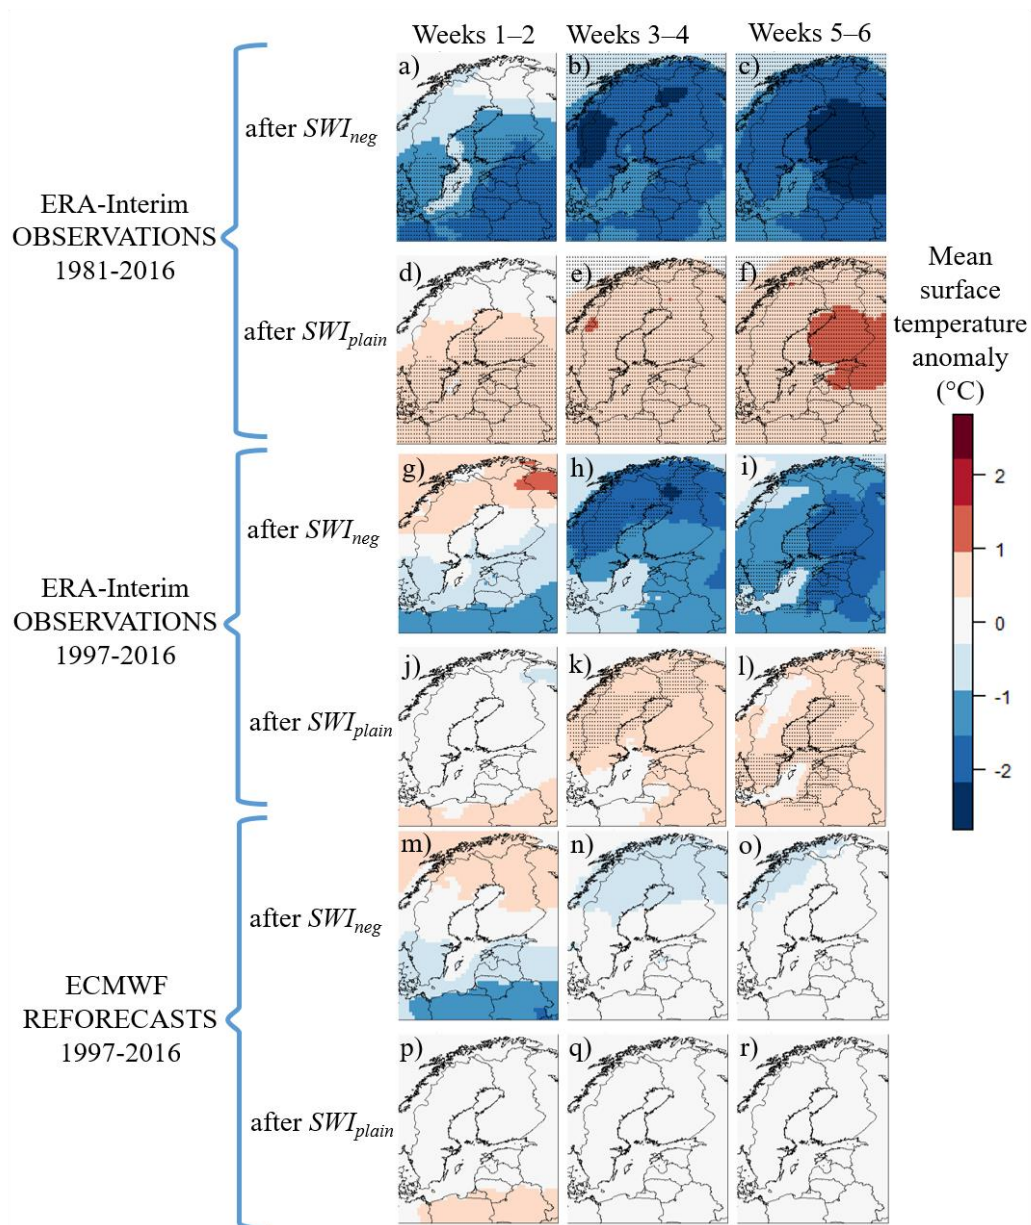 Weeks 1–2 Weeks 3–4 Weeks 5–6
a) b) c)
after SWIneg
ERA-Interim
OBSERVATIONS
1981-2016
d) e) f)
after SWIplain
Mean
surface
temperature
anomaly
(°C)
2
1
0
-1
-2
g) h) i)
after SWIneg
ERA-Interim
OBSERVATIONS
1997-2016
j) k) l)
after SWIplain
m) n) o)
after SWIneg
ECMWF
REFORECASTS
1997-2016
p) q) r)
after SWIplain